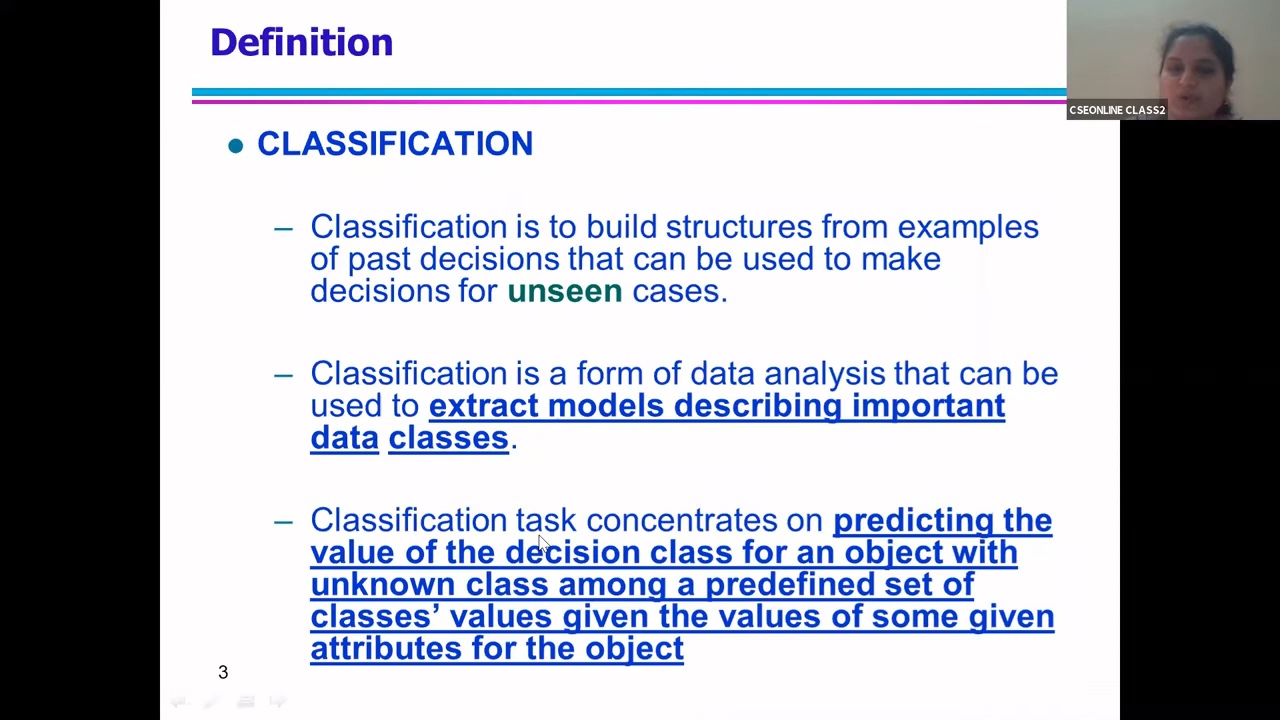 Definition
CSEONLINE CLASS2
● CLASSIFICATION
– Classification is to build structures from examples
of past decisions that can be used to make
decisions for unseen cases.
– Classification is a form of data analysis that can be
used to extract models describing important
data classes.
– Classification task concentrates on predicting the
value of the decision class for an object with
unknown class among a predefined set of
classes’ values given the values of some given
attributes for the object
3